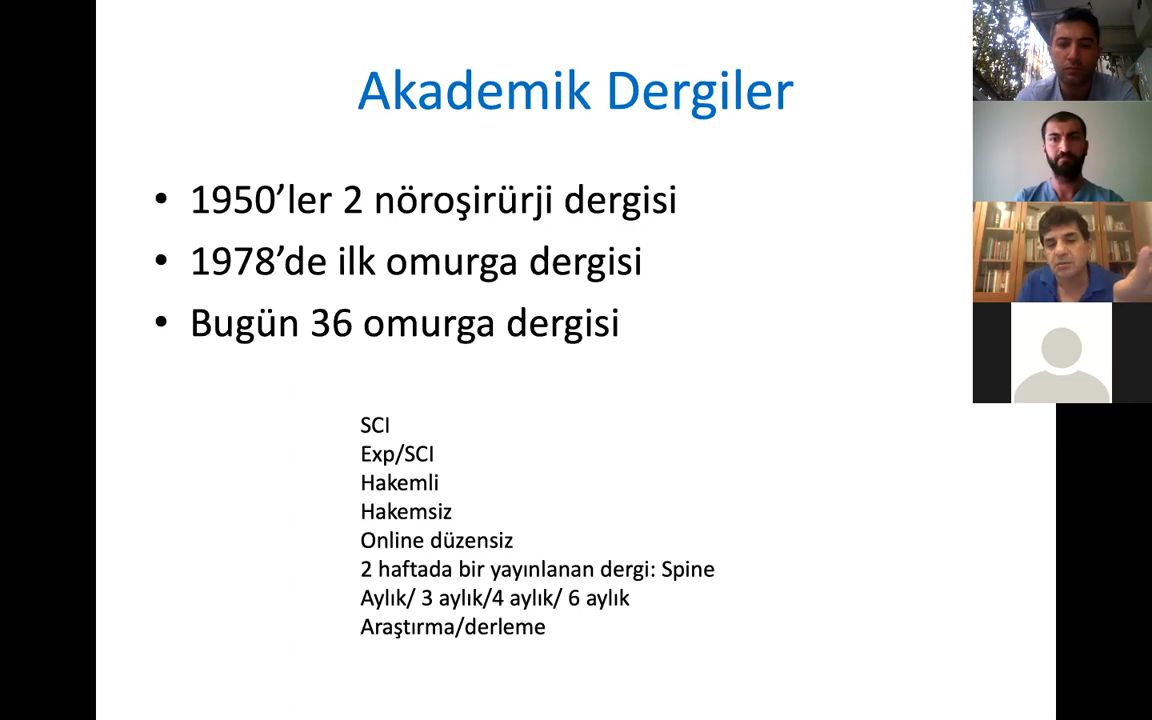 Akademik Dergiler
• 1950’ler 2 nöroşirürji dergisi
• 1978’de ilk omurga dergisi
• Bugün 36 omurga dergisi
SCI
Exp/SCI
Hakemli
Hakemsiz
Online düzensiz
2 haftada bir yayınlanan dergi: Spine
Aylık/ 3 aylık/4 aylık/ 6 aylık
Araştırma/derleme